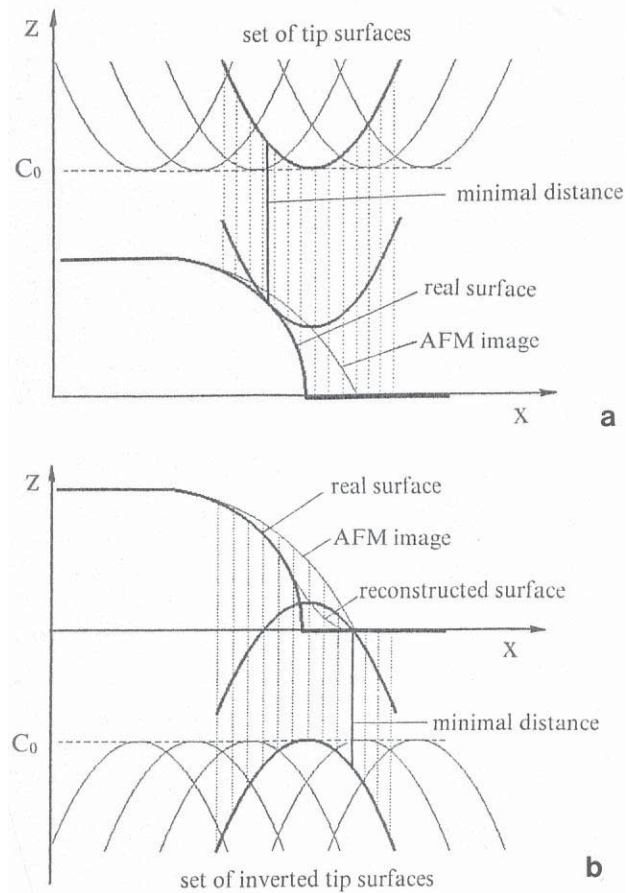 Z
set of tip surfaces
C₀
minimal distance
real surface
AFM image
X
a
Z
real surface
AFM image
reconstructed surface
X
minimal distance
C₀
set of inverted tip surfaces
b